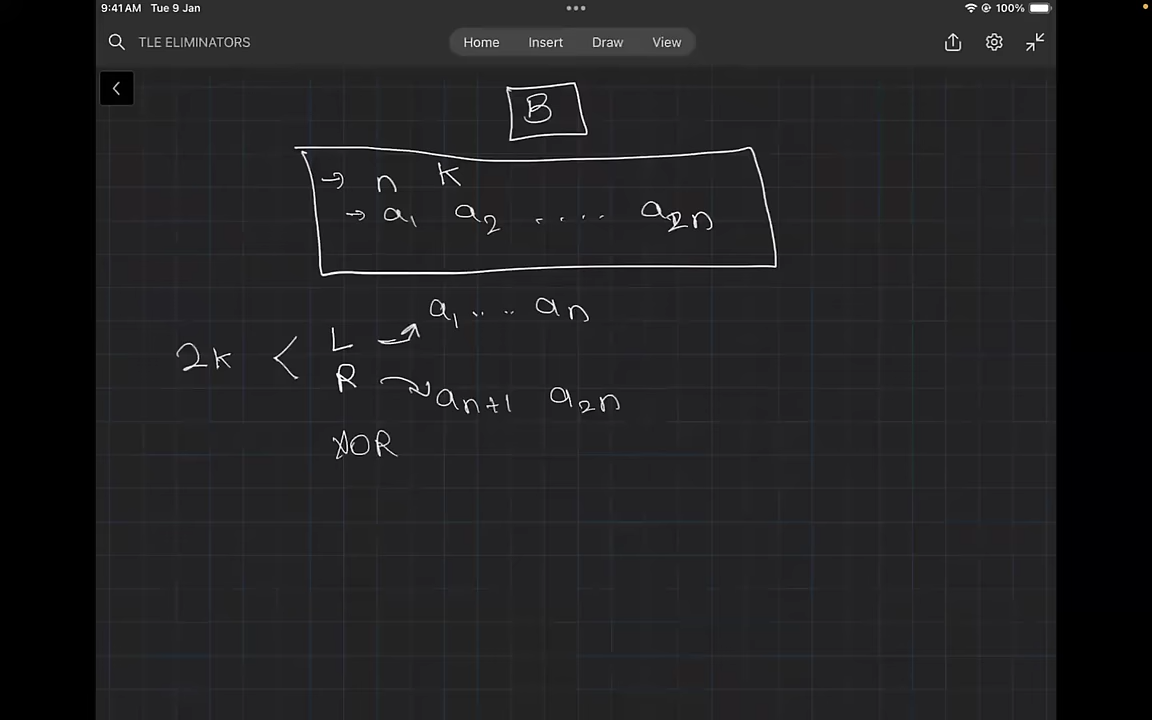 9:41 AM Tue 9 Jan 100%
TLE ELIMINATORS Home Insert Draw View
B
→ n k
→ a₁ a₂ ..... a₂ₙ
a₁ .. .. aₙ
2k < L
R
aₙ₊₁ a₂ₙ
XOR